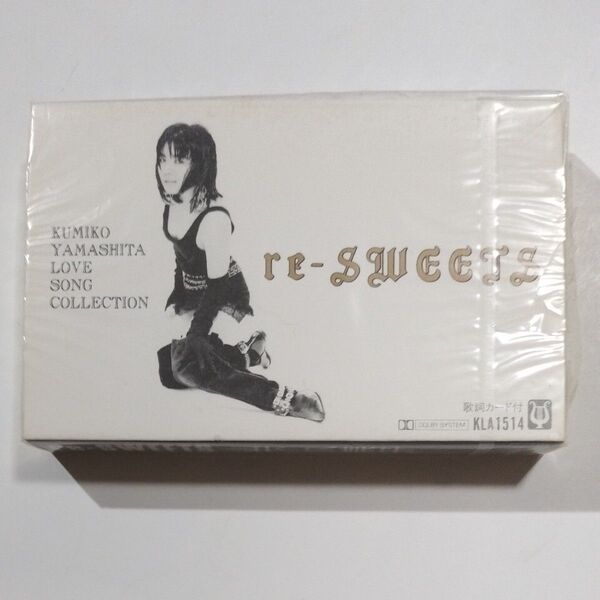 KUMIKO
YAMASHITA
LOVE
SONG
COLLECTION
re-SWEETS
歌詞カード付
DOLBY SYSTEM
KLA1514